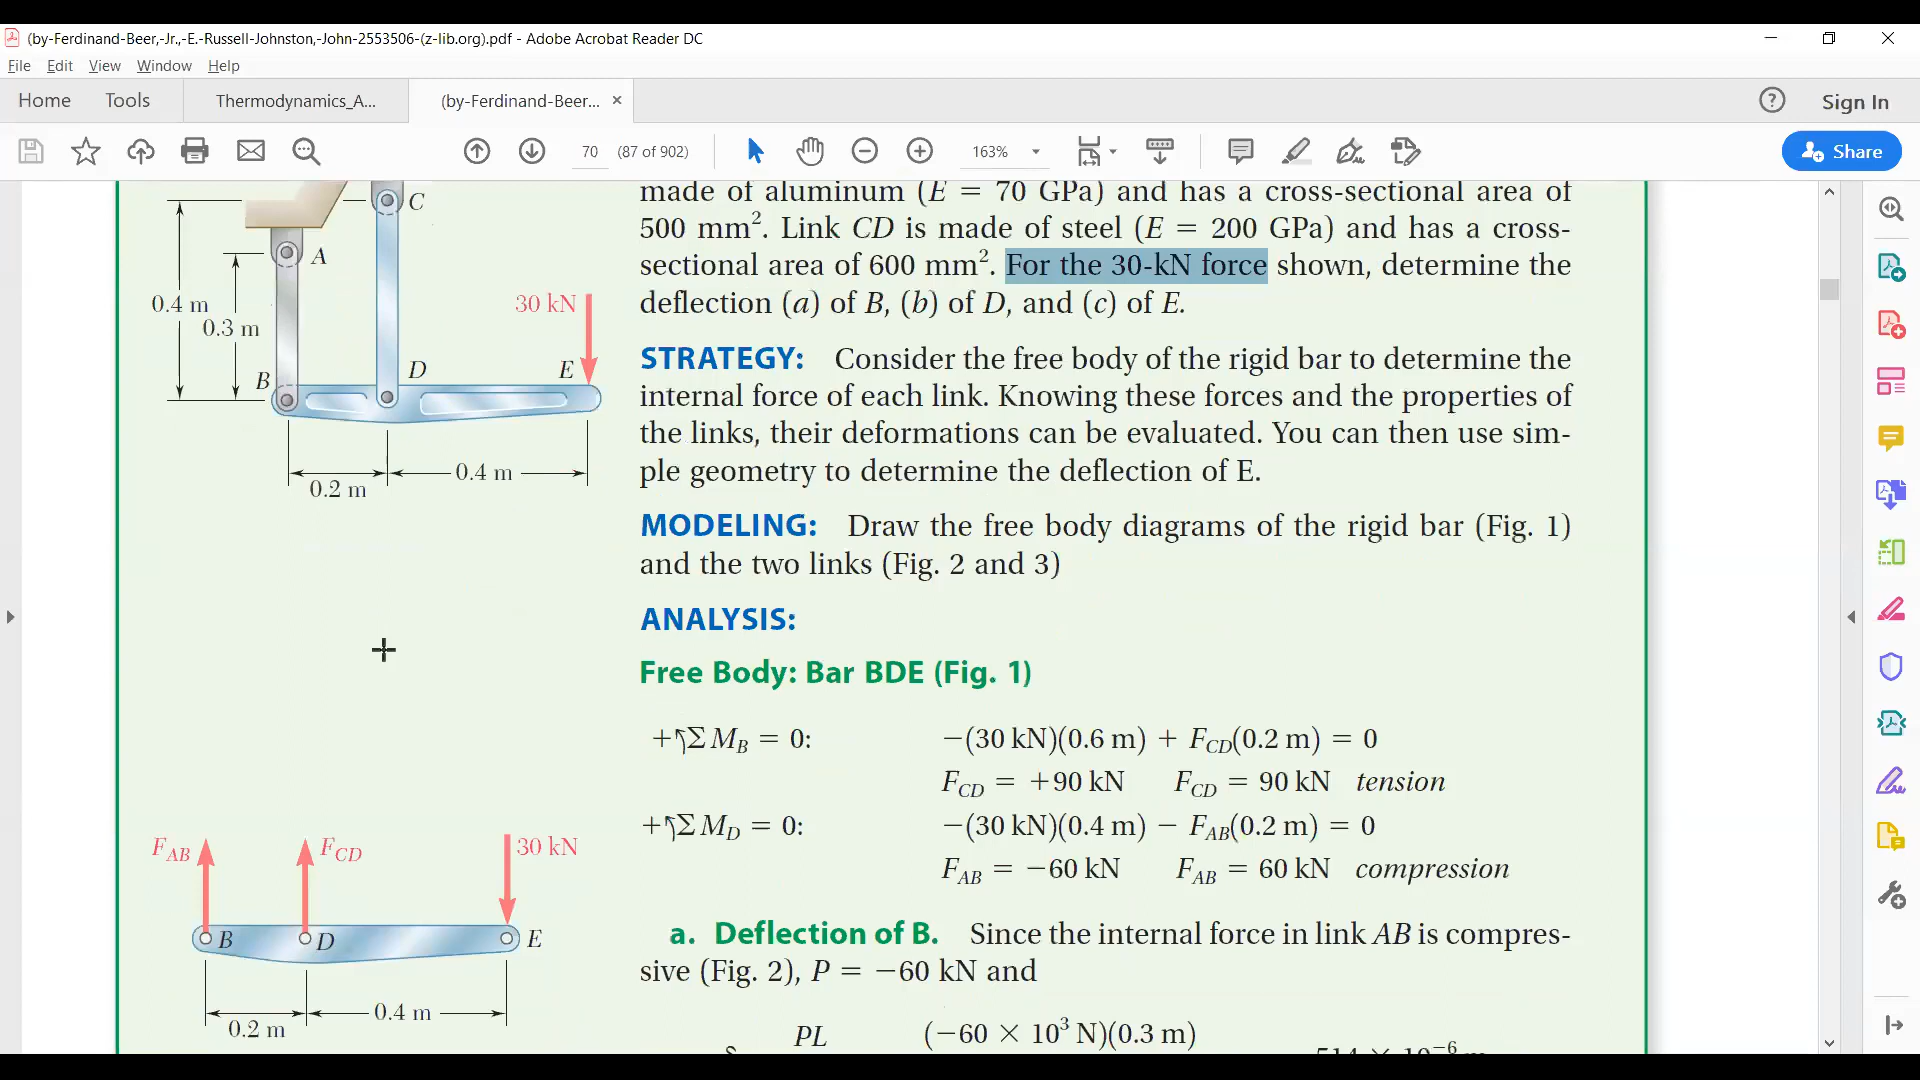 (by-Ferdinand-Beer,-Jr.,-E.-Russell-Johnston,-John-2553506-(z-lib.org).pdf - Adobe Acrobat Reader DC
File Edit View Window Help
Home Tools Thermodynamics_A... (by-Ferdinand-Beer... ×
Sign In
70 (87 of 902) 163% Share
made of aluminum (E = 70 GPa) and has a cross-sectional area of
500 mm². Link CD is made of steel (E = 200 GPa) and has a cross-
sectional area of 600 mm². For the 30-kN force shown, determine the
deflection (a) of B, (b) of D, and (c) of E.
C
A
0.4 m
0.3 m
30 kN
B
D
E
0.2 m
0.4 m
STRATEGY: Consider the free body of the rigid bar to determine the
internal force of each link. Knowing these forces and the properties of
the links, their deformations can be evaluated. You can then use sim-
ple geometry to determine the deflection of E.
MODELING: Draw the free body diagrams of the rigid bar (Fig. 1)
and the two links (Fig. 2 and 3)
ANALYSIS:
Free Body: Bar BDE (Fig. 1)
+↰Σ M_B = 0: −(30 kN)(0.6 m) + F_CD(0.2 m) = 0
F_CD = +90 kN F_CD = 90 kN tension
+↰Σ M_D = 0: −(30 kN)(0.4 m) − F_AB(0.2 m) = 0
F_AB = −60 kN F_AB = 60 kN compression
F_AB F_CD 30 kN
B D E
0.2 m 0.4 m
a. Deflection of B. Since the internal force in link AB is compres-
sive (Fig. 2), P = −60 kN and
PL (−60 × 10³ N)(0.3 m)